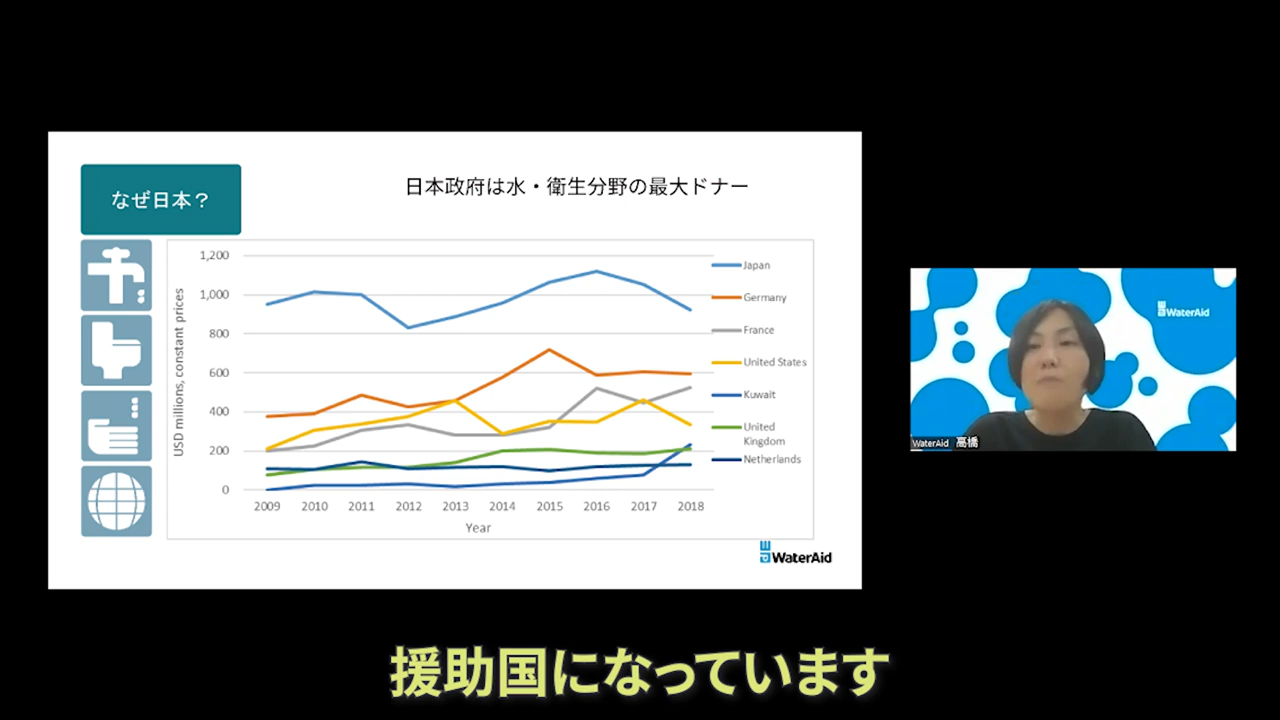 なぜ日本？
日本政府は水・衛生分野の最大ドナー
USD millions, constant prices
1,200
1,000
800
600
400
200
0
2009 2010 2011 2012 2013 2014 2015 2016 2017 2018
Year
Japan
Germany
France
United States
Kuwait
United
Kingdom
Netherlands
WaterAid
WaterAid
WaterAid 高橋
援助国になっています